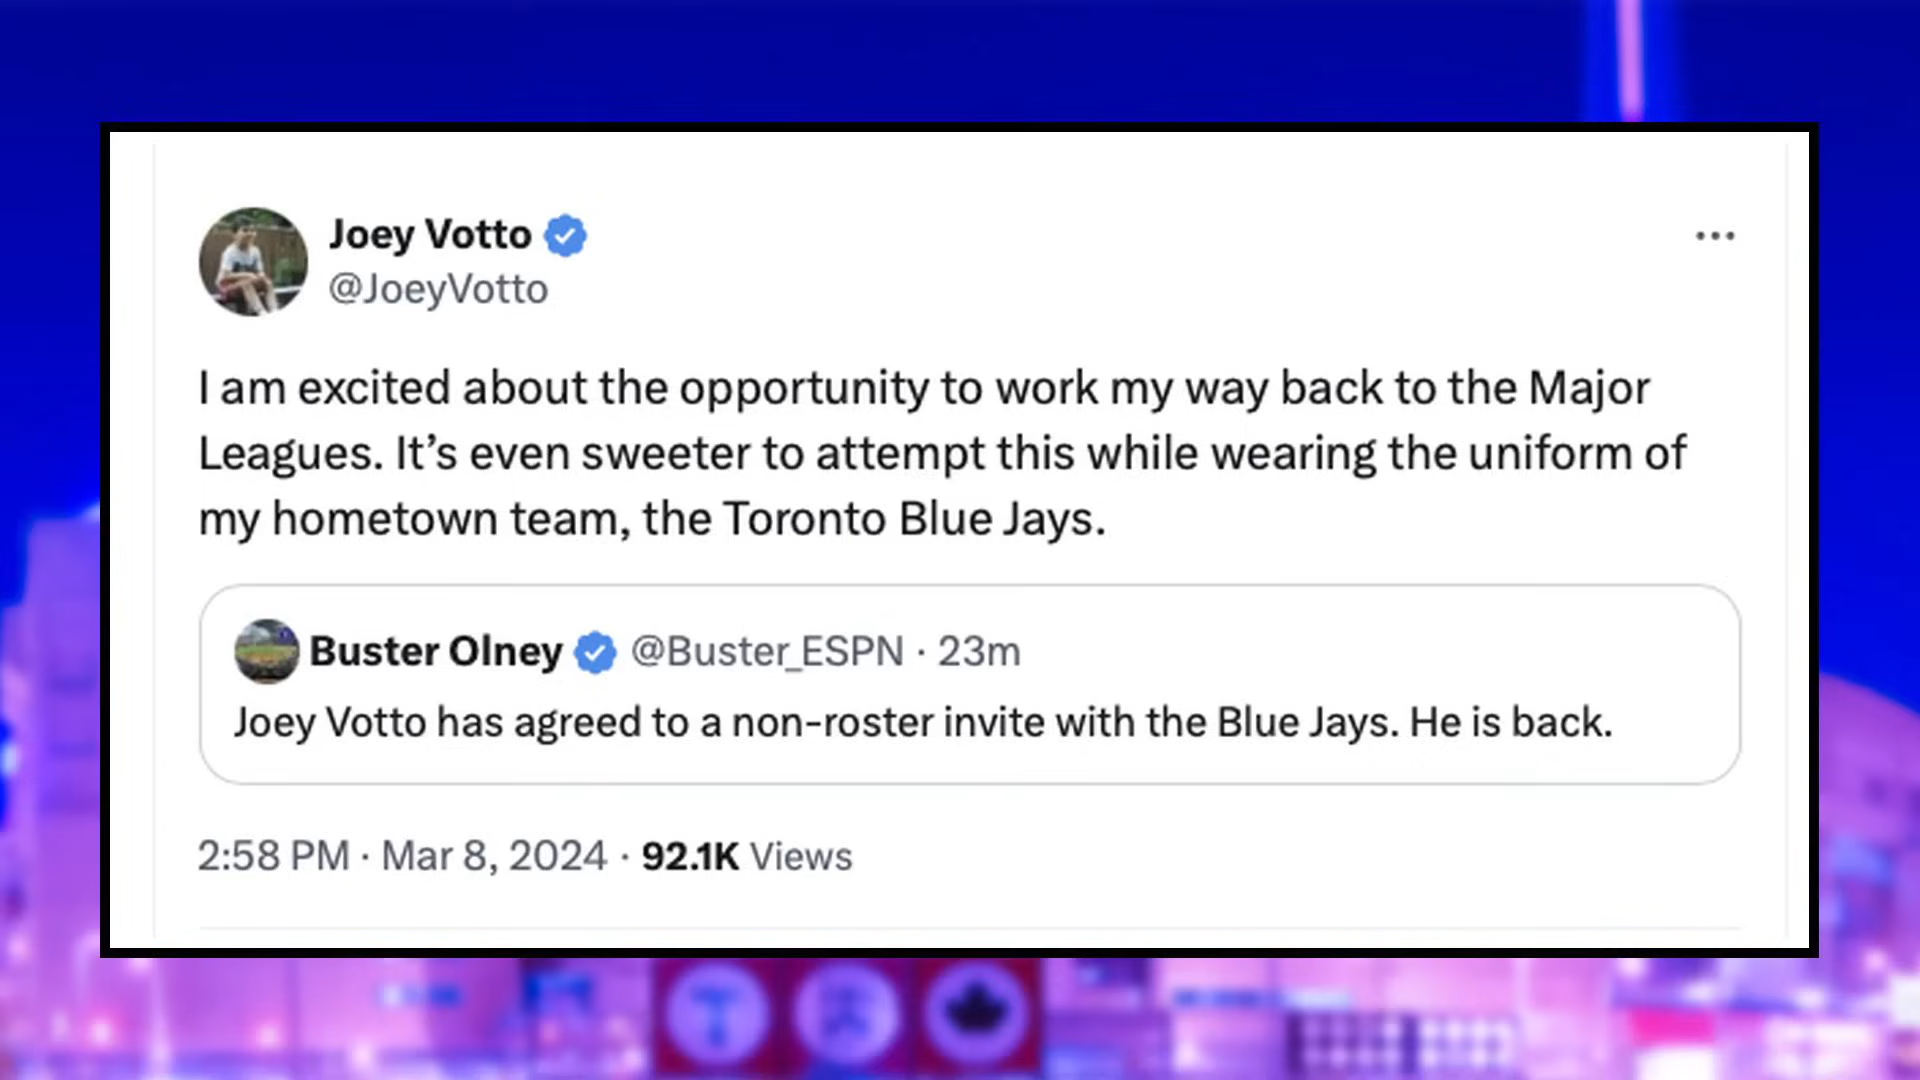 Joey Votto
@JoeyVotto
I am excited about the opportunity to work my way back to the Major
Leagues. It’s even sweeter to attempt this while wearing the uniform of
my hometown team, the Toronto Blue Jays.
Buster Olney @Buster_ESPN · 23m
Joey Votto has agreed to a non-roster invite with the Blue Jays. He is back.
2:58 PM · Mar 8, 2024 · 92.1K Views